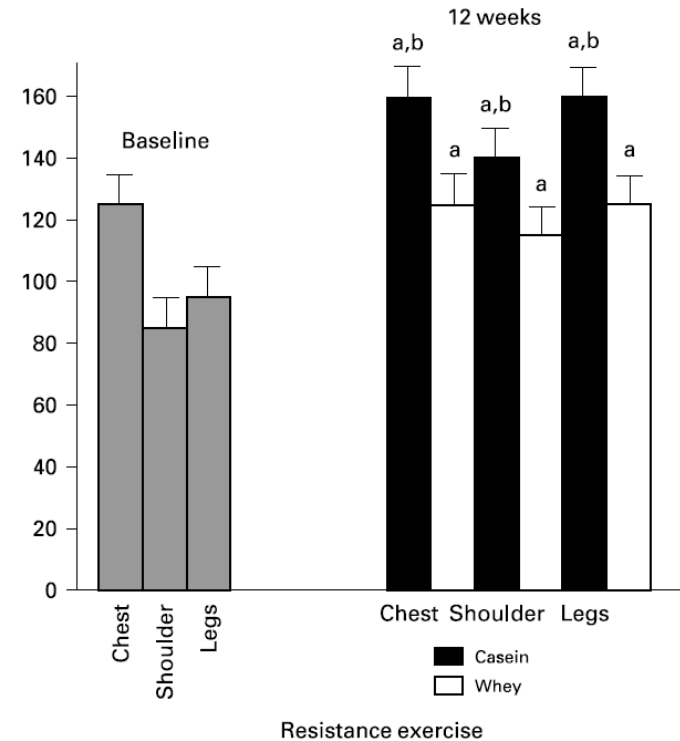 12 weeks
a,b
a,b
a,b
a
a
a
Baseline
160
140
120
100
80
60
40
20
0
Chest
Shoulder
Legs
Chest Shoulder Legs
Casein
Whey
Resistance exercise